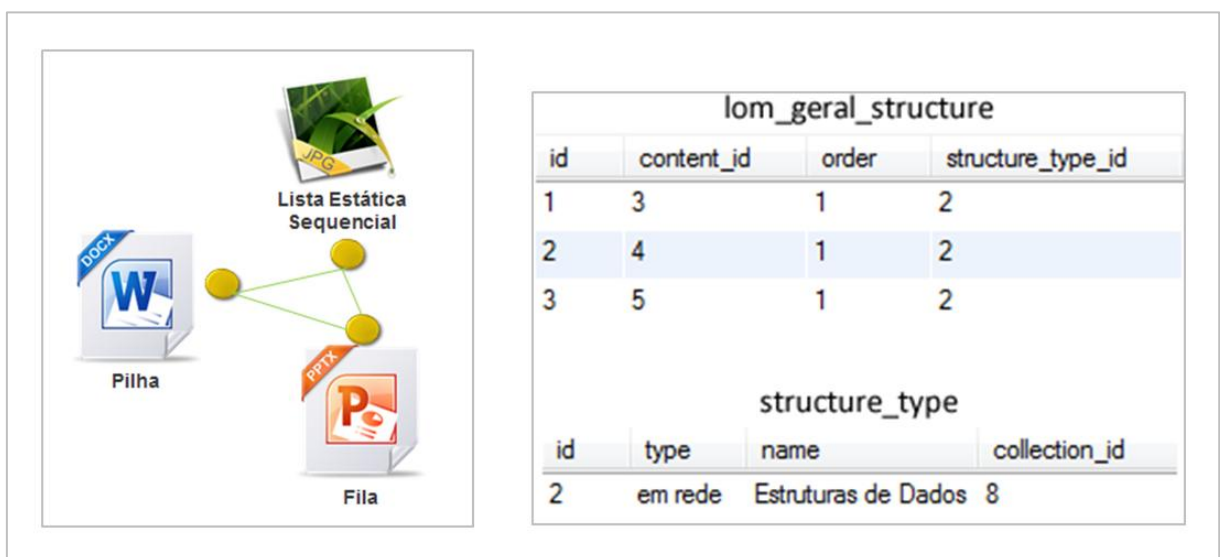 JPG
Lista Estática
Sequencial
DOCX
W
Pilha
PPTX
P
Fila
lom_geral_structure
id content_id order structure_type_id
1 3 1 2
2 4 1 2
3 5 1 2
structure_type
id type name collection_id
2 em rede Estruturas de Dados 8